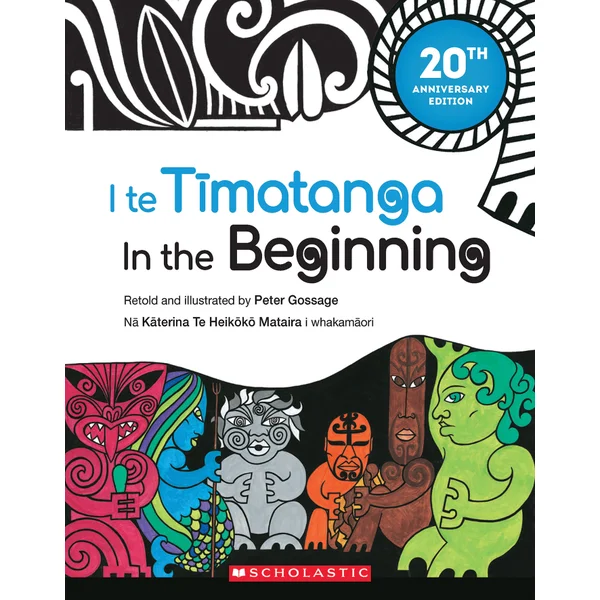 20TH
ANNIVERSARY
EDITION
I te Tīmatanga
In the Beginning
Retold and illustrated by Peter Gossage
Nā Kāterina Te Heikōkō Mataira i whakamāori
SCHOLASTIC